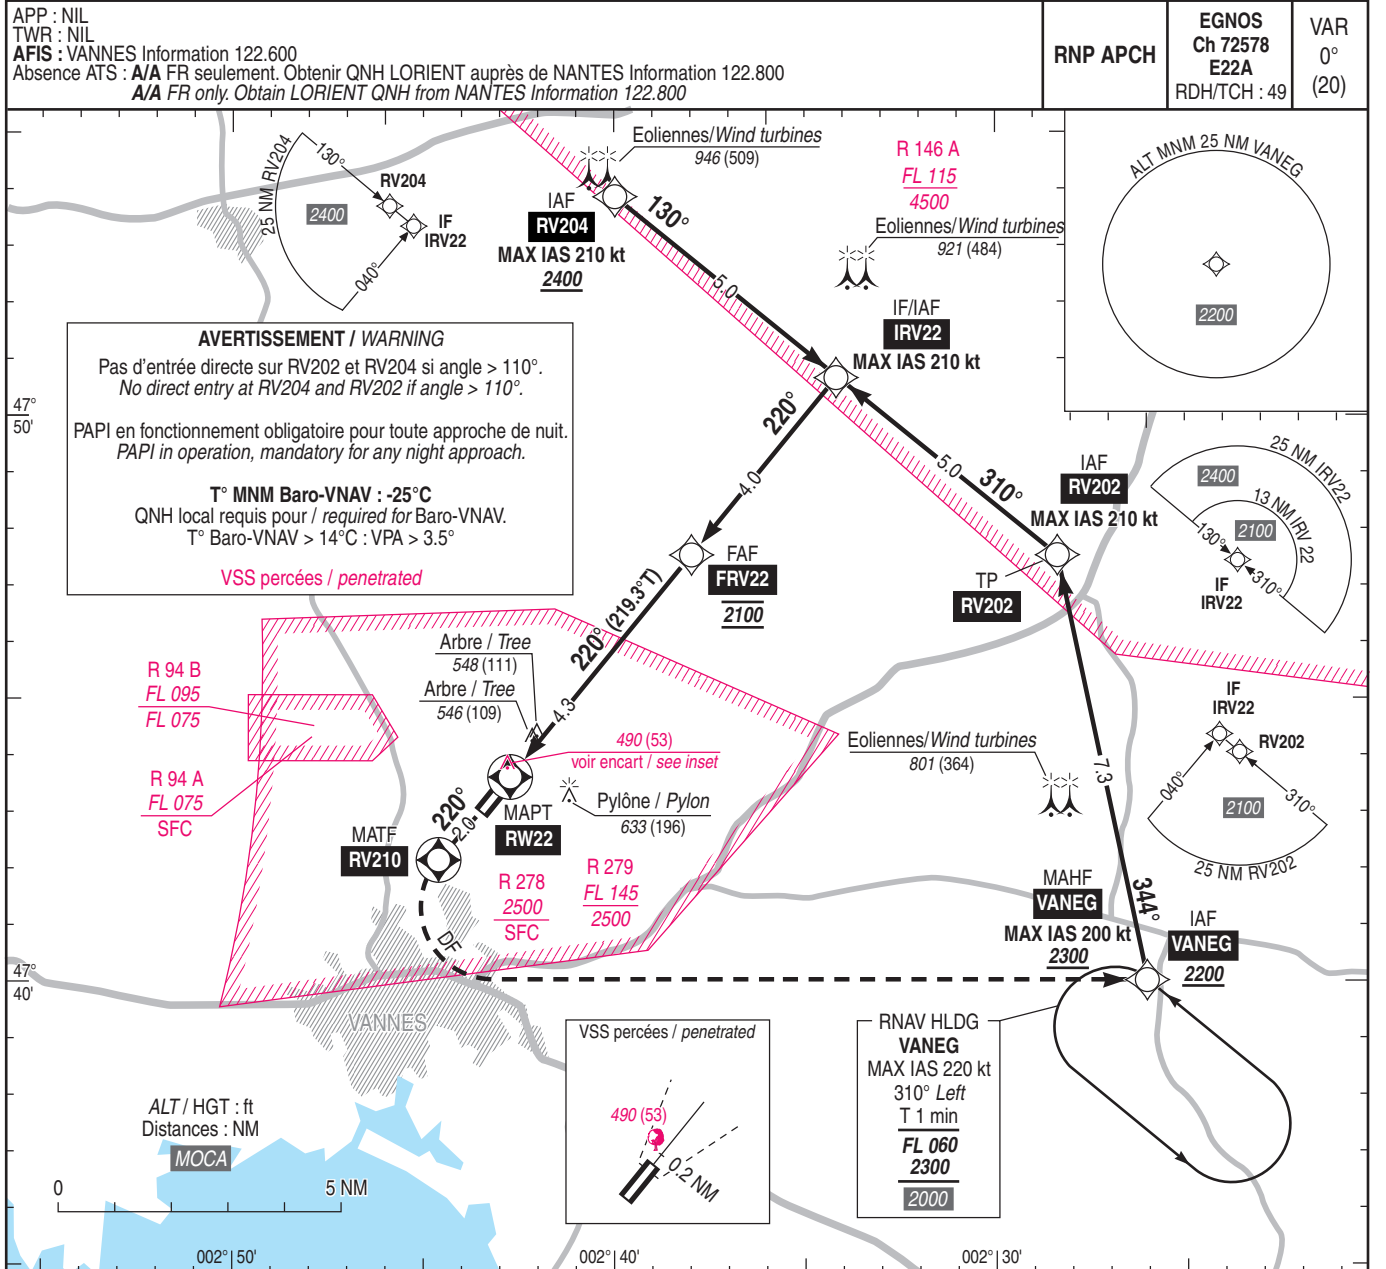 APP : NIL
TWR : NIL
AFIS : VANNES Information 122.600
Absence ATS : A/A FR seulement. Obtenir QNH LORIENT auprès de NANTES Information 122.800
A/A FR only. Obtain LORIENT QNH from NANTES Information 122.800
RNP APCH
EGNOS
Ch 72578
E22A
RDH/TCH : 49
VAR
0°
(20)
25 NM RV204
130°
RV204
2400
IF
IRV22
040°
Eoliennes/Wind turbines
946 (509)
IAF
RV204
MAX IAS 210 kt
2400
130°
5.0
R 146 A
FL 115
4500
Eoliennes/Wind turbines
921 (484)
IF/IAF
IRV22
MAX IAS 210 kt
ALT MNM 25 NM VANEG
2200
AVERTISSEMENT / WARNING
Pas d'entrée directe sur RV202 et RV204 si angle > 110°.
No direct entry at RV204 and RV202 if angle > 110°.
PAPI en fonctionnement obligatoire pour toute approche de nuit.
PAPI in operation, mandatory for any night approach.
T° MNM Baro-VNAV : -25°C
QNH local requis pour / required for Baro-VNAV.
T° Baro-VNAV > 14°C : VPA > 3.5°
VSS percées / penetrated
47°
50'
220°
4.0
5.0
310°
IAF
RV202
MAX IAS 210 kt
TP
RV202
25 NM IRV22
2400
13 NM IRV 22
2100
130°
310°
IF
IRV22
FAF
FRV22
2100
220° (219.3°T)
4.3
Arbre / Tree
548 (111)
Arbre / Tree
546 (109)
R 94 B
FL 095
FL 075
R 94 A
FL 075
SFC
490 (53)
voir encart / see inset
Pylône / Pylon
633 (196)
MAPT
RW22
220°
2.0
MATF
RV210
DF
R 278
2500
SFC
R 279
FL 145
2500
Eoliennes/Wind turbines
801 (364)
7.3
344°
IF
IRV22
RV202
040°
310°
2100
25 NM RV202
MAHF
VANEG
MAX IAS 200 kt
2300
IAF
VANEG
2200
47°
40'
VANNES
RNAV HLDG
VANEG
MAX IAS 220 kt
310° Left
T 1 min
FL 060
2300
2000
VSS percées / penetrated
490 (53)
0.2 NM
ALT / HGT : ft
Distances : NM
MOCA
0
5 NM
002° 50'
002° 40'
002° 30'